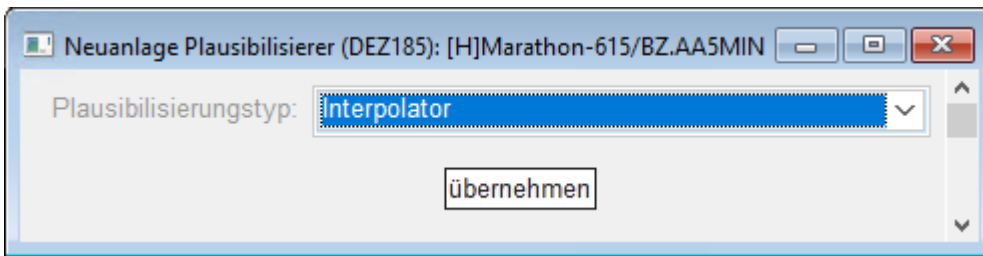 Neuanlage Plausibilisierer (DEZ185): [H]Marathon-615/BZ.AA5MIN
Plausibilisierungstyp: Interpolator
übernehmen